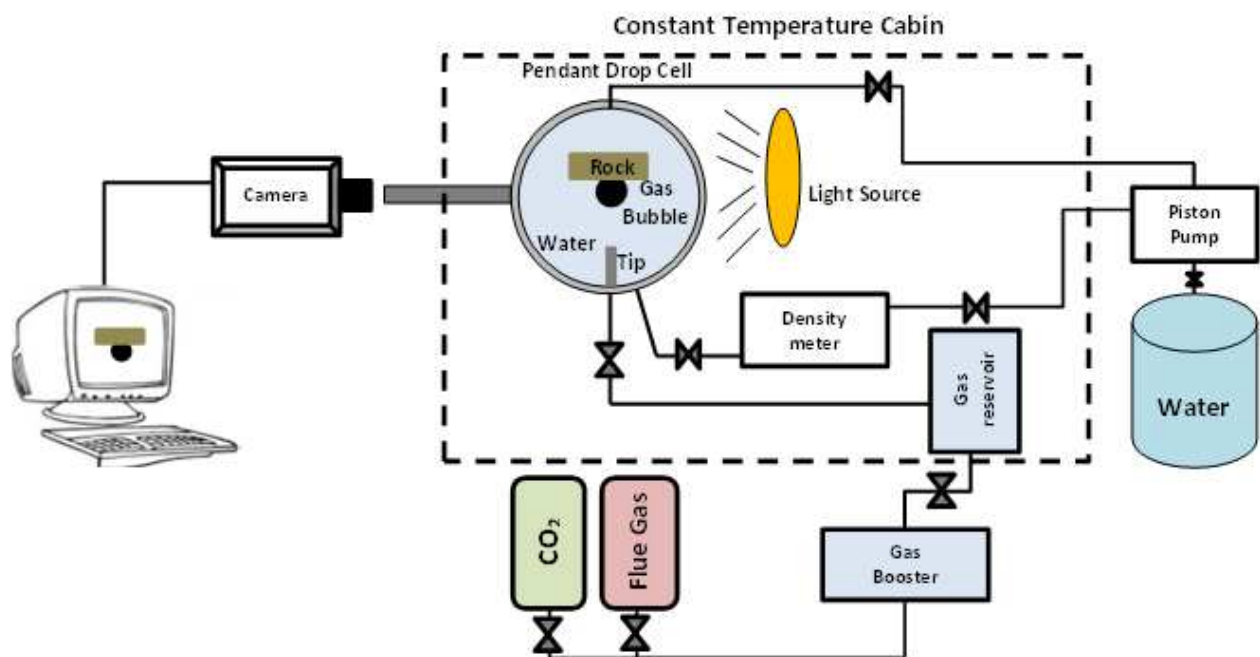 Constant Temperature Cabin
Pendant Drop Cell
Rock
Gas
Bubble
Water
Tip
Camera
Light Source
Piston
Pump
Density
meter
Gas
reservoir
Water
CO₂
Flue Gas
Gas
Booster